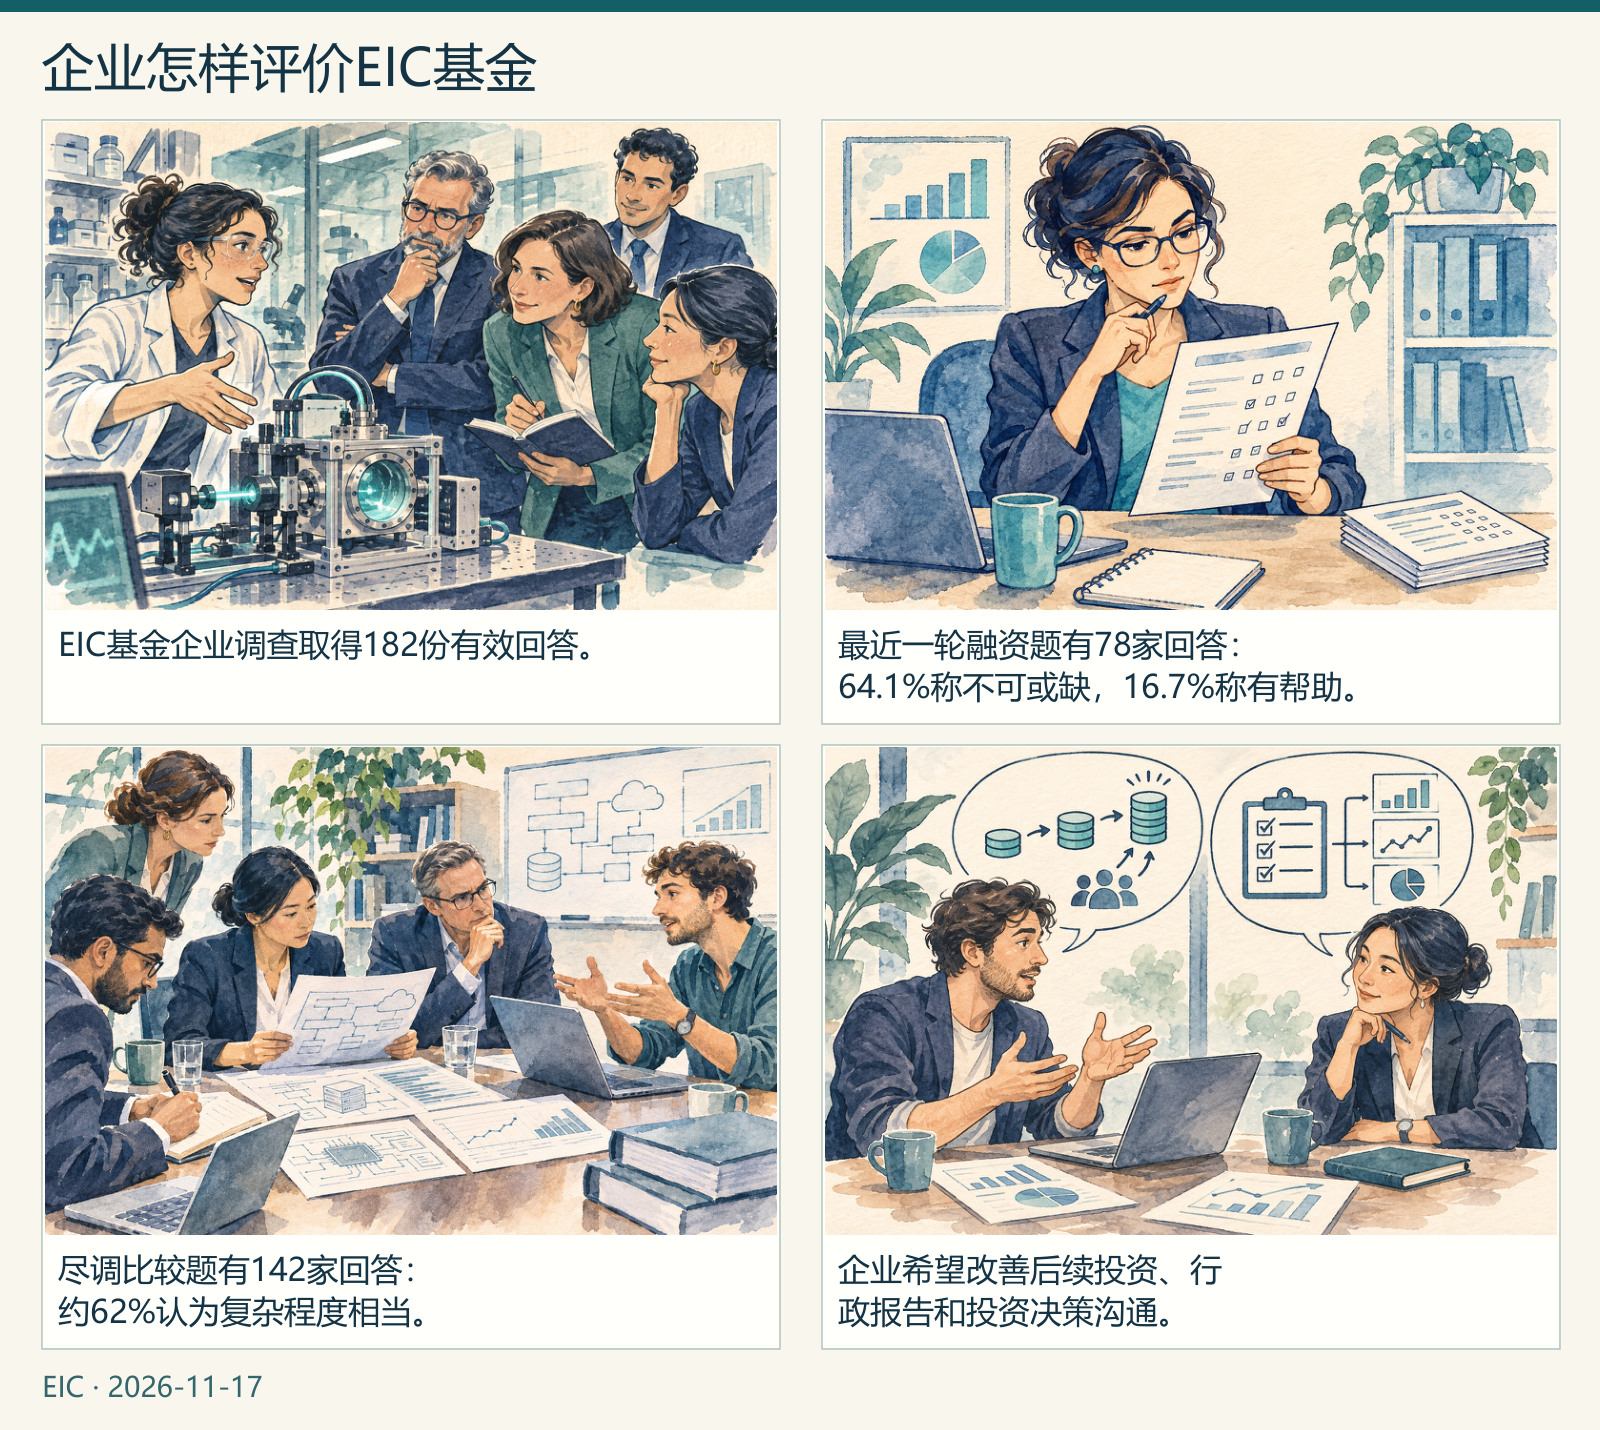 企业怎样评价EIC基金
EIC基金企业调查取得182份有效回答。
最近一轮融资题有78家回答：
64.1%称不可或缺，16.7%称有帮助。
尽调比较题有142家回答：
约62%认为复杂程度相当。
企业希望改善后续投资、行
政报告和投资决策沟通。
EIC · 2026-11-17